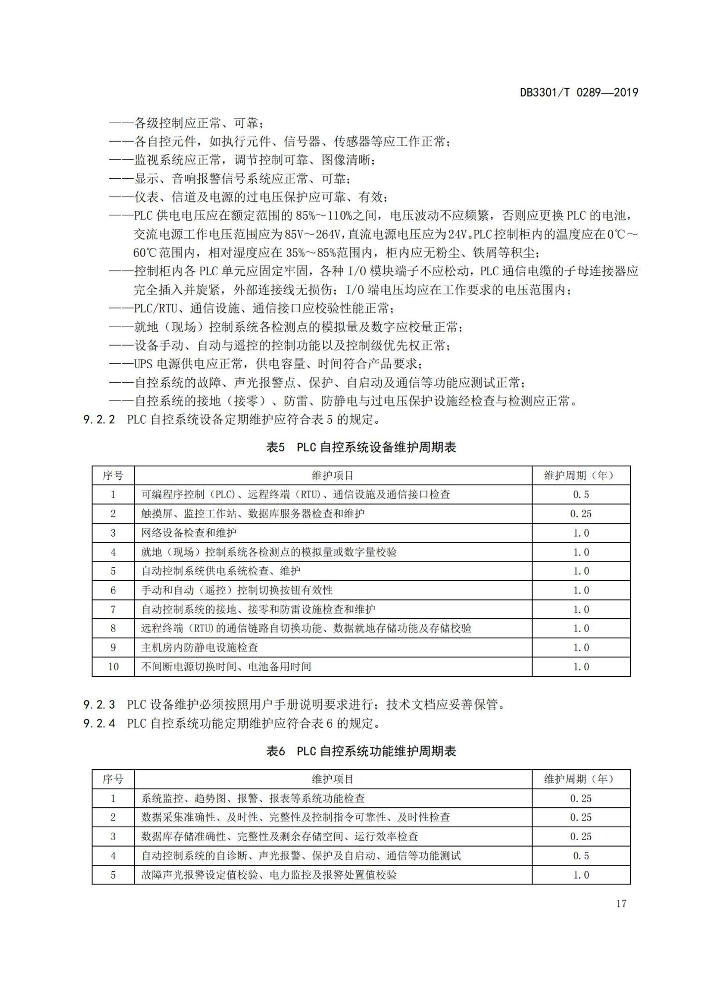 DB3301/T 0289—2019
——各级控制应正常、可靠；
——各自控元件，如执行元件、信号器、传感器等应工作正常；
——监视系统应正常，调节控制可靠、图像清晰；
——显示、音响报警信号系统应正常、可靠；
——仪表、信道及电源的过电压保护应可靠、有效；
——PLC 供电电压应在额定范围的 85%～110%之间，电压波动不应频繁，否则应更换 PLC 的电池，
交流电源工作电压范围应为 85V～264V，直流电源电压应为 24V。PLC 控制柜内的温度应在 0℃～
60℃范围内，相对湿度应在 35%～85%范围内，柜内应无粉尘、铁屑等积尘；
——控制柜内各 PLC 单元应固定牢固，各种 I/O 模块端子不应松动，PLC 通信电缆的子母连接器应
完全插入并旋紧，外部连接线无损伤；I/O 端电压均应在工作要求的电压范围内；
——PLC/RTU、通信设施、通信接口应校验性能正常；
——就地（现场）控制系统各检测点的模拟量及数字应校量正常；
——设备手动、自动与遥控的控制功能以及控制级优先权正常；
——UPS 电源供电应正常，供电容量、时间符合产品要求；
——自控系统的故障、声光报警点、保护、自启动及通信等功能应测试正常；
——自控系统的接地（接零）、防雷、防静电与过电压保护设施经检查与检测应正常。
9.2.2 PLC 自控系统设备定期维护应符合表 5 的规定。
表5 PLC 自控系统设备维护周期表
序号 维护项目 维护周期（年）
1 可编程序控制（PLC）、远程终端（RTU）、通信设施及通信接口检查 0.5
2 触摸屏、监控工作站、数据库服务器检查和维护 0.25
3 网络设备检查和维护 1.0
4 就地（现场）控制系统各检测点的模拟量或数字量校验 1.0
5 自动控制系统供电系统检查、维护 1.0
6 手动和自动（遥控）控制切换按钮有效性 1.0
7 自动控制系统的接地、接零和防雷设施检查和维护 1.0
8 远程终端（RTU）的通信链路自切换功能、数据就地存储功能及存储校验 1.0
9 主机房内防静电设施检查 1.0
10 不间断电源切换时间、电池备用时间 1.0
9.2.3 PLC 设备维护必须按照用户手册说明要求进行；技术文档应妥善保管。
9.2.4 PLC 自控系统功能定期维护应符合表 6 的规定。
表6 PLC 自控系统功能维护周期表
序号 维护项目 维护周期（年）
1 系统监控、趋势图、报警、报表等系统功能检查 0.25
2 数据采集准确性、及时性、完整性及控制指令可靠性、及时性检查 0.25
3 数据库存储准确性、完整性及剩余存储空间、运行效率检查 0.25
4 自动控制系统的自诊断、声光报警、保护及自启动、通信等功能测试 0.5
5 故障声光报警设定值校验、电力监控及报警处置值校验 1.0
17